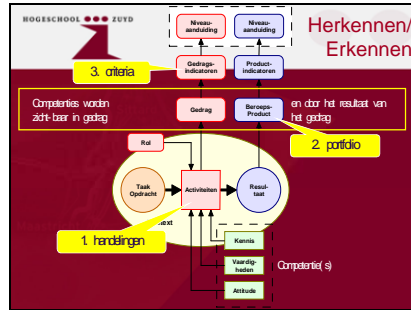 HOGESCHOOL ZUYD
Herkennen/
Erkennen
Niveau-
aanduiding
Niveau-
aanduiding
3. criteria
Gedrags-
indicatoren
Product-
indicatoren
Competenties worden
zicht-baar in gedrag
Gedrag
Beroeps-
Product
en door het resultaat van
het gedrag
2. portfolio
Rol
Taak
Opdracht
Activiteiten
Resul-
taat
text
1. handelingen
Kennis
Vaardig-
heden
Attitude
Competentie(s)